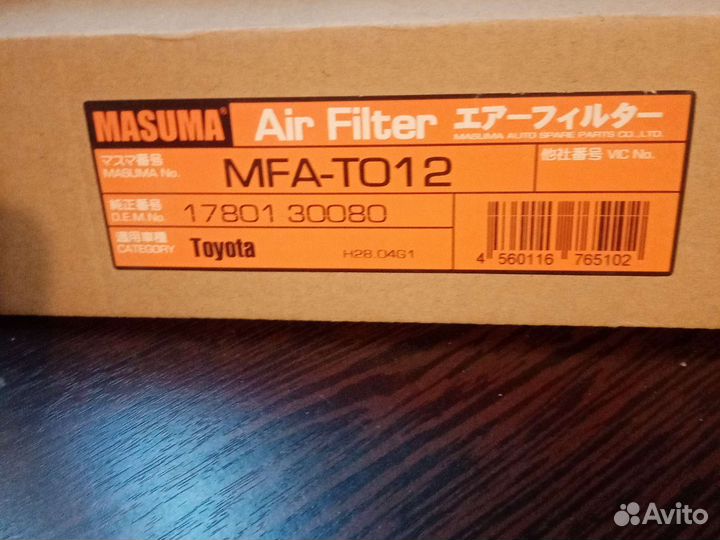 MASUMA® Air Filter エアーフィルター
MASUMA AUTO SPARE PARTS CO.,LTD.
マスマ番号
MASUMA No.
MFA-T012
他社番号 VIC No.
純正番号
O.E.M.No.
17801 30080
適用車種
CATEGORY
Toyota
H28.04G1
4 560116 765102
Avito